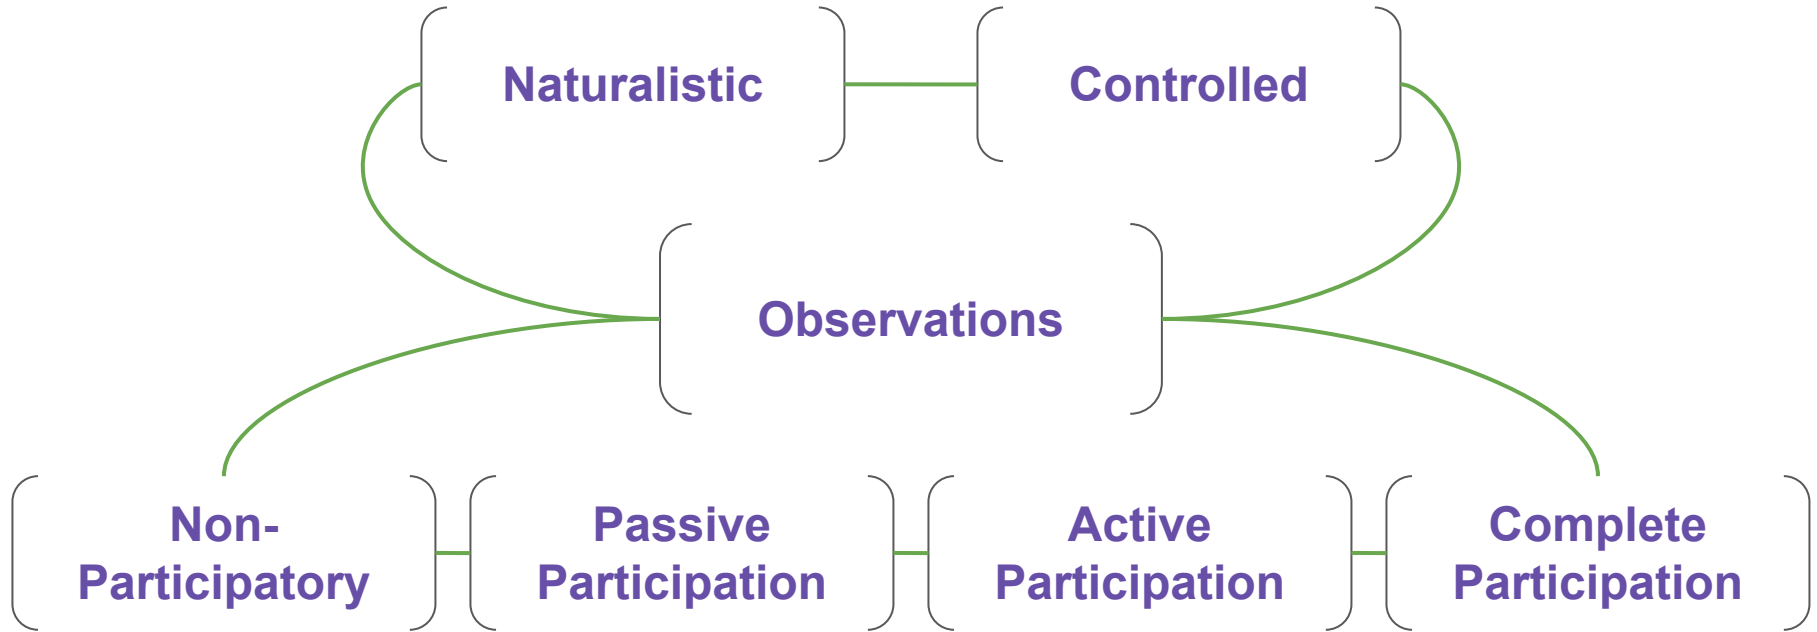 Naturalistic
Controlled
Observations
Non-
Participatory
Passive
Participation
Active
Participation
Complete
Participation